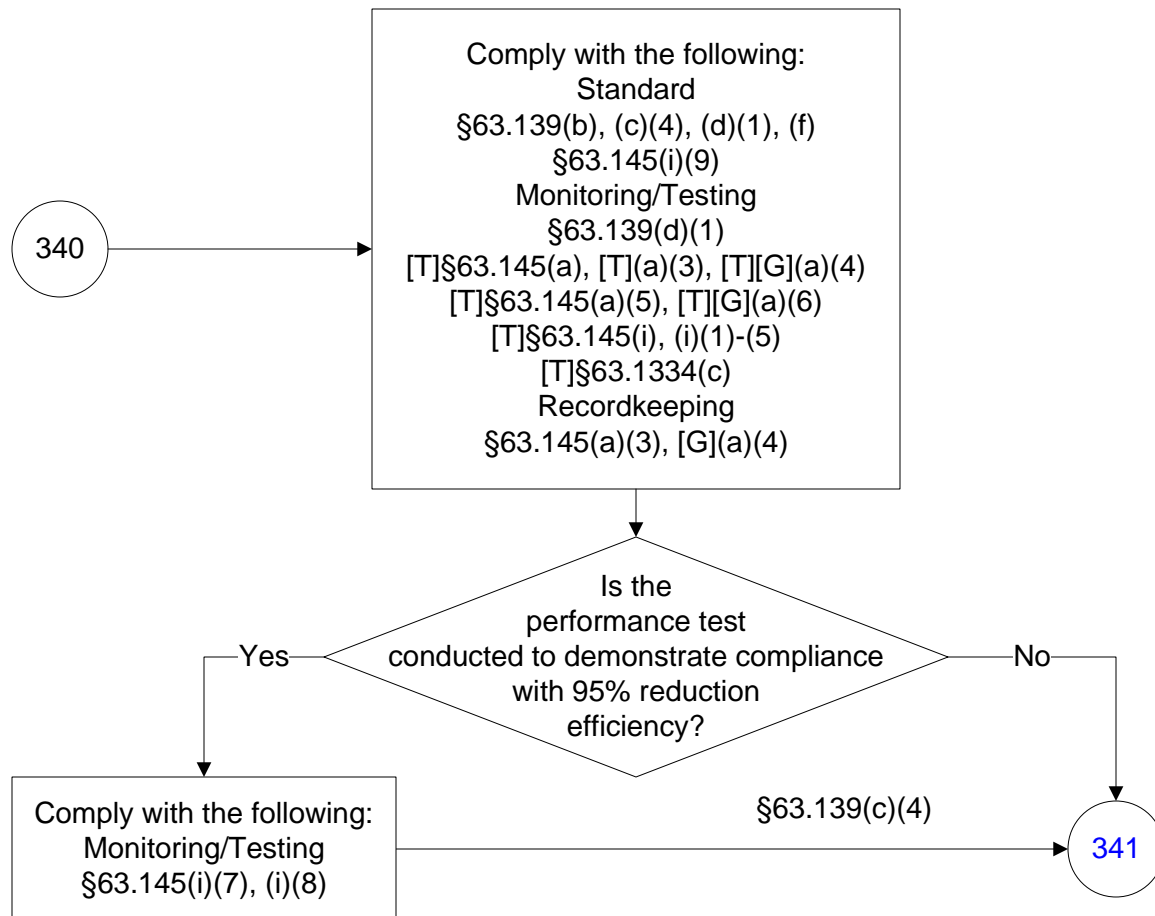 Comply with the following:
Standard
§63.139(b), (c)(4), (d)(1), (f)
§63.145(i)(9)
Monitoring/Testing
§63.139(d)(1)
[T]§63.145(a), [T](a)(3), [T][G](a)(4)
[T]§63.145(a)(5), [T][G](a)(6)
[T]§63.145(i), (i)(1)-(5)
[T]§63.1334(c)
Recordkeeping
§63.145(a)(3), [G](a)(4)
340
Is the
performance test
conducted to demonstrate compliance
with 95% reduction
efficiency?
Yes
No
Comply with the following:
Monitoring/Testing
§63.145(i)(7), (i)(8)
§63.139(c)(4)
341